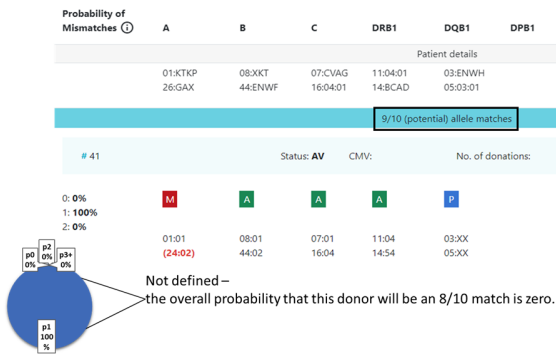 Probability of
Mismatches ⓘ A B C DRB1 DQB1 DPB1
Patient details
01:KTKP 08:XKT 07:CVAG 11:04:01 03:ENWH
26:GAX 44:ENWF 16:04:01 14:BCAD 05:03:01
9/10 (potential) allele matches
# 41 Status: AV CMV: No. of donations:
0: 0% M A A A P
1: 100%
2: 0%
01:01 08:01 07:01 11:04 03:XX
(24:02) 44:02 16:04 14:54 05:XX
p2
0%
p0
0%
p3+
0%
Not defined –
the overall probability that this donor will be an 8/10 match is zero.
p1
100
%